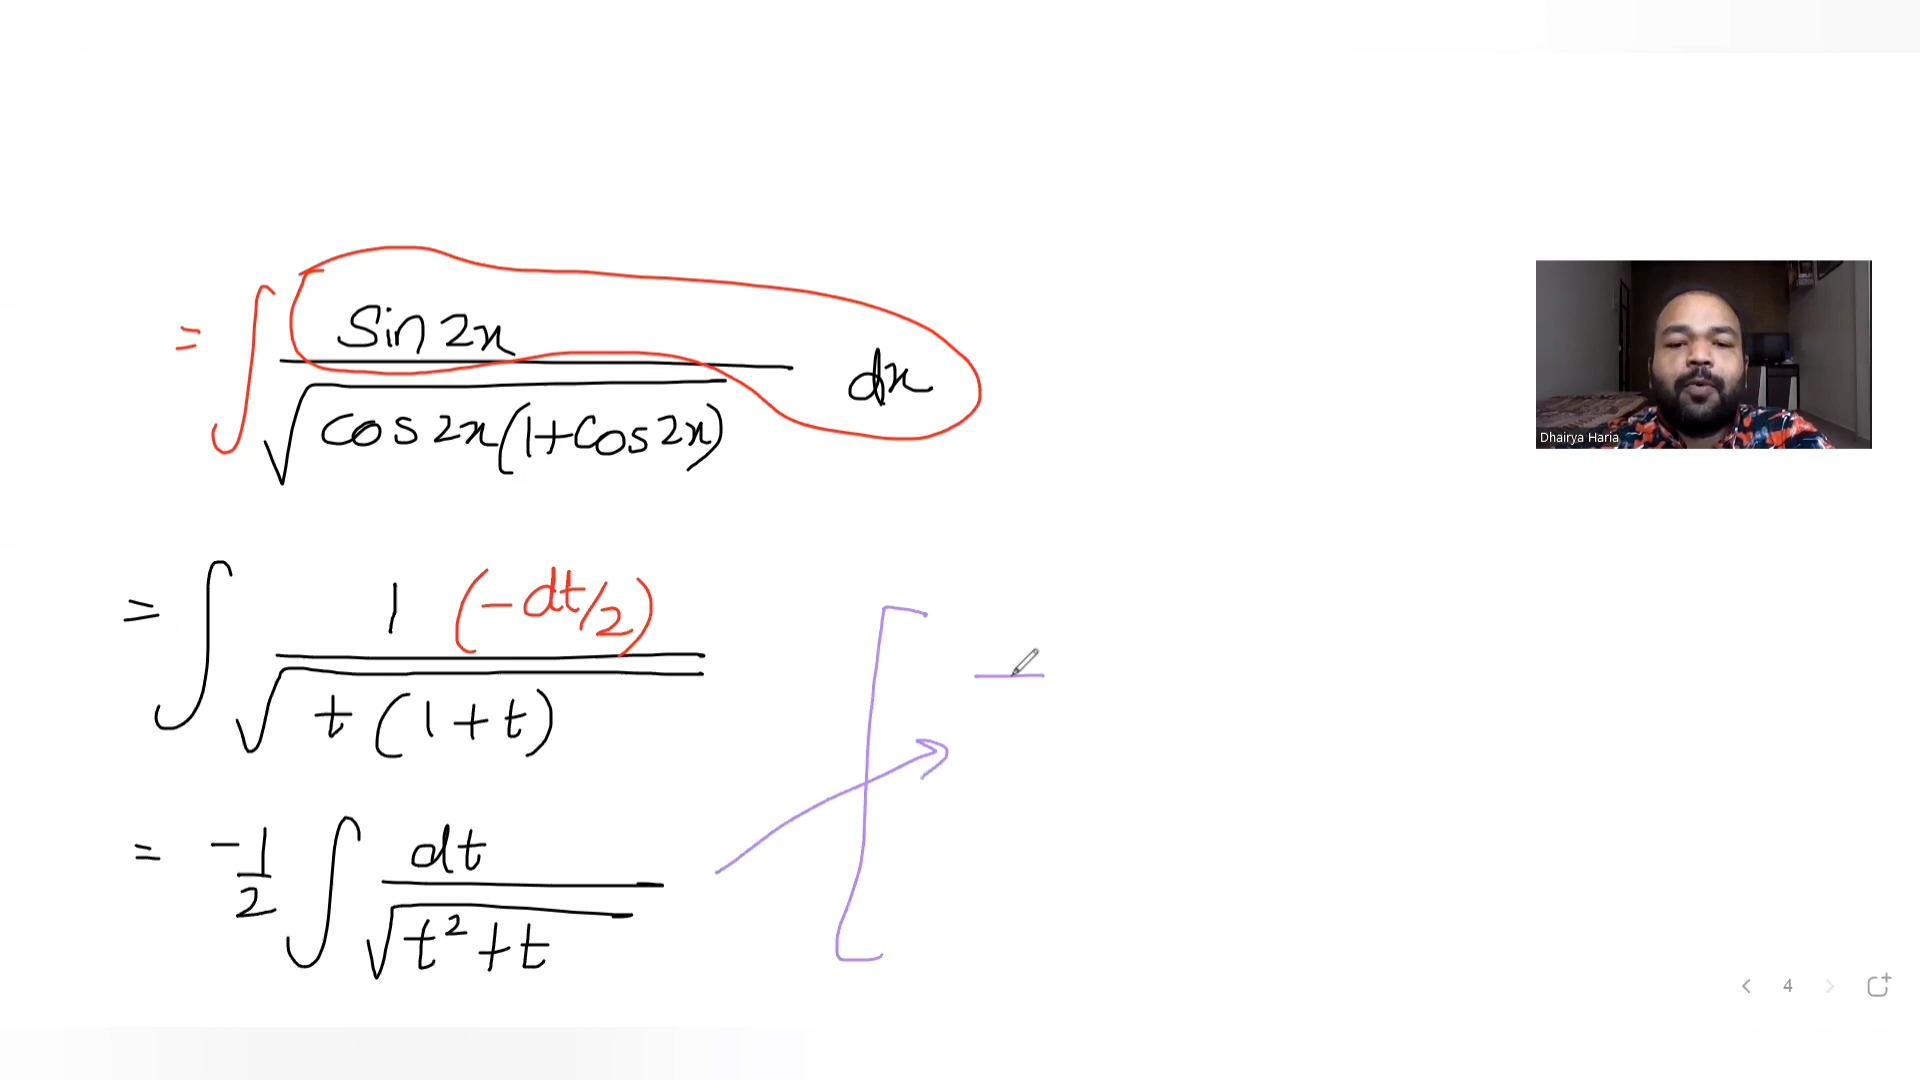 = ∫ Sin 2x / √(Cos 2x(1+Cos 2x)) dx
Dhairya Haria
= ∫ 1 (-dt/2) / √(t(1+t))
= -1/2 ∫ dt / √(t² + t)
4